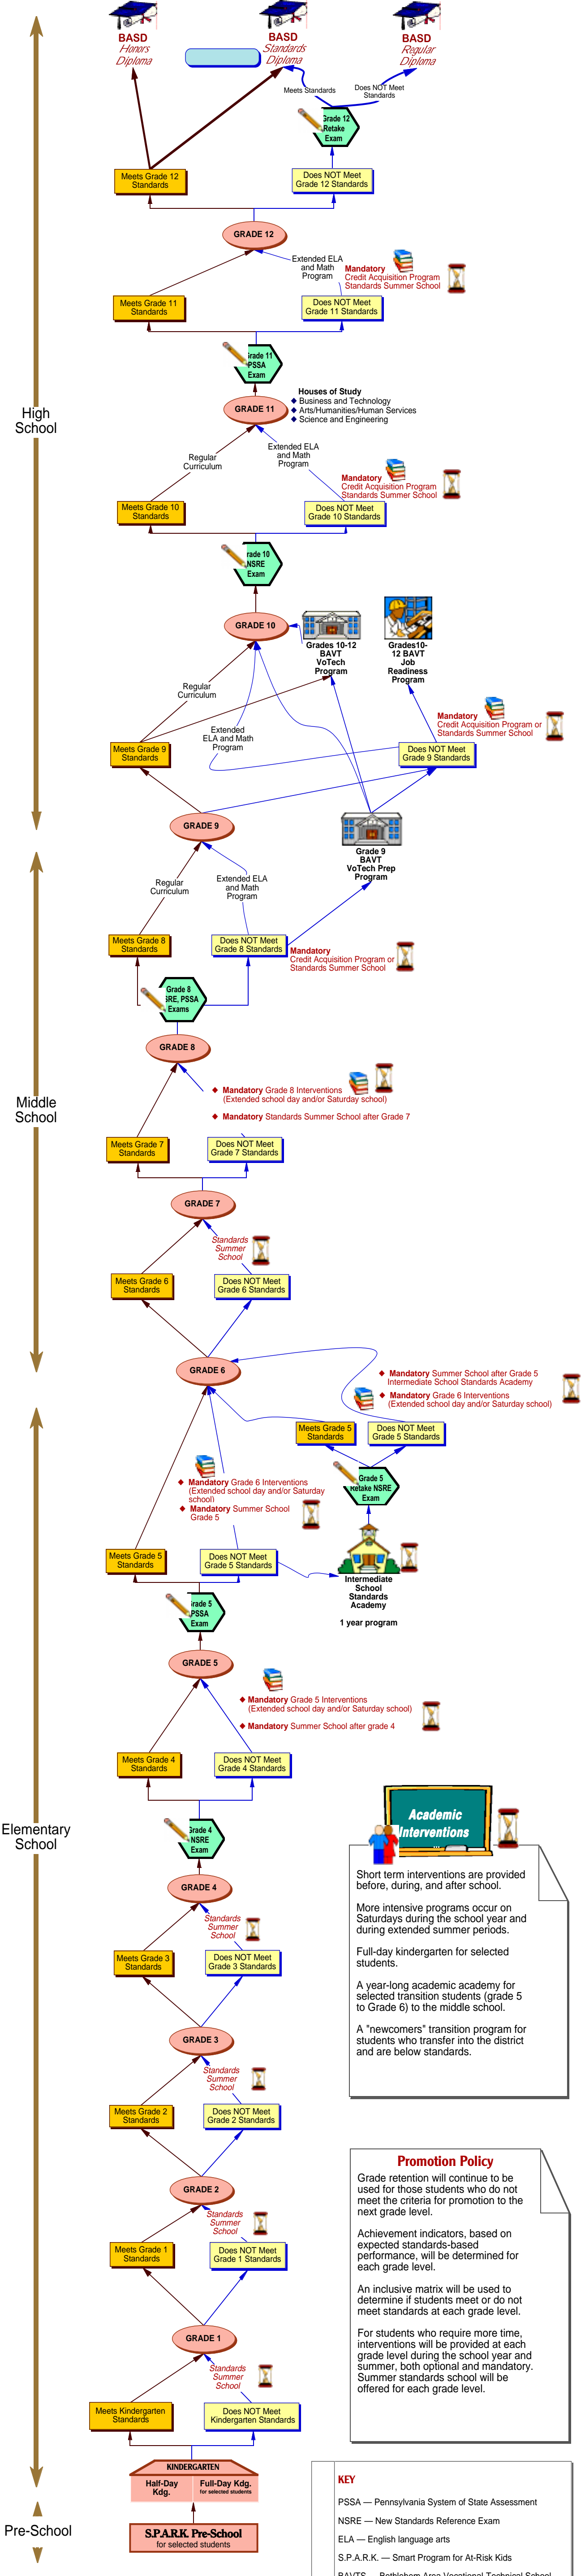 BASD
Honors
Diploma
BASD
Standards
Diploma
BASD
Regular
Diploma
Meets Standards
Does NOT Meet
Standards
Grade 12
Retake
Exam
Meets Grade 12
Standards
Does NOT Meet
Grade 12 Standards
GRADE 12
Extended ELA
and Math
Program
Mandatory
Credit Acquisition Program
Standards Summer School
Meets Grade 11
Standards
Does NOT Meet
Grade 11 Standards
Grade 11
PSSA
Exam
High
School
GRADE 11
Houses of Study
Business and Technology
Arts/Humanities/Human Services
Science and Engineering
Regular
Curriculum
Extended ELA
and Math
Program
Mandatory
Credit Acquisition Program
Standards Summer School
Meets Grade 10
Standards
Does NOT Meet
Grade 10 Standards
Grade 10
NSRE
Exam
GRADE 10
Grades 10-12
BAVT
VoTech
Program
Grades10-
12 BAVT
Job
Readiness
Program
Regular
Curriculum
Extended
ELA and Math
Program
Mandatory
Credit Acquisition Program or
Standards Summer School
Meets Grade 9
Standards
Does NOT Meet
Grade 9 Standards
GRADE 9
Grade 9
BAVT
VoTech Prep
Program
Regular
Curriculum
Extended ELA
and Math
Program
Meets Grade 8
Standards
Does NOT Meet
Grade 8 Standards
Mandatory
Credit Acquisition Program or
Standards Summer School
Grade 8
NSRE, PSSA
Exams
GRADE 8
Middle
School
Mandatory Grade 8 Interventions
(Extended school day and/or Saturday school)
Mandatory Standards Summer School after Grade 7
Meets Grade 7
Standards
Does NOT Meet
Grade 7 Standards
GRADE 7
Standards
Summer
School
Meets Grade 6
Standards
Does NOT Meet
Grade 6 Standards
GRADE 6
Mandatory Summer School after Grade 5
Intermediate School Standards Academy
Mandatory Grade 6 Interventions
(Extended school day and/or Saturday school)
Meets Grade 5
Standards
Does NOT Meet
Grade 5 Standards
Mandatory Grade 6 Interventions
(Extended school day and/or Saturday
school)
Mandatory Summer School
Grade 5
Grade 5
Retake NSRE
Exam
Meets Grade 5
Standards
Does NOT Meet
Grade 5 Standards
Intermediate
School
Standards
Academy
1 year program
Grade 5
PSSA
Exam
GRADE 5
Mandatory Grade 5 Interventions
(Extended school day and/or Saturday school)
Mandatory Summer School after grade 4
Meets Grade 4
Standards
Does NOT Meet
Grade 4 Standards
Elementary
School
Grade 4
NSRE
Exam
GRADE 4
Standards
Summer
School
Meets Grade 3
Standards
Does NOT Meet
Grade 3 Standards
GRADE 3
Standards
Summer
School
Meets Grade 2
Standards
Does NOT Meet
Grade 2 Standards
GRADE 2
Standards
Summer
School
Meets Grade 1
Standards
Does NOT Meet
Grade 1 Standards
GRADE 1
Standards
Summer
School
Meets Kindergarten
Standards
Does NOT Meet
Kindergarten Standards
KINDERGARTEN
Half-Day
Kdg.
Full-Day Kdg.
for selected students
Pre-School
S.P.A.R.K. Pre-School
for selected students
Academic
Interventions
Short term interventions are provided
before, during, and after school.
More intensive programs occur on
Saturdays during the school year and
during extended summer periods.
Full-day kindergarten for selected
students.
A year-long academic academy for
selected transition students (grade 5
to Grade 6) to the middle school.
A "newcomers" transition program for
students who transfer into the district
and are below standards.
Promotion Policy
Grade retention will continue to be
used for those students who do not
meet the criteria for promotion to the
next grade level.
Achievement indicators, based on
expected standards-based
performance, will be determined for
each grade level.
An inclusive matrix will be used to
determine if students meet or do not
meet standards at each grade level.
For students who require more time,
interventions will be provided at each
grade level during the school year and
summer, both optional and mandatory.
Summer standards school will be
offered for each grade level.
KEY
PSSA — Pennsylvania System of State Assessment
NSRE — New Standards Reference Exam
ELA — English language arts
S.P.A.R.K. — Smart Program for At-Risk Kids
BAVTS — Bethlehem Area Vocational Technical School